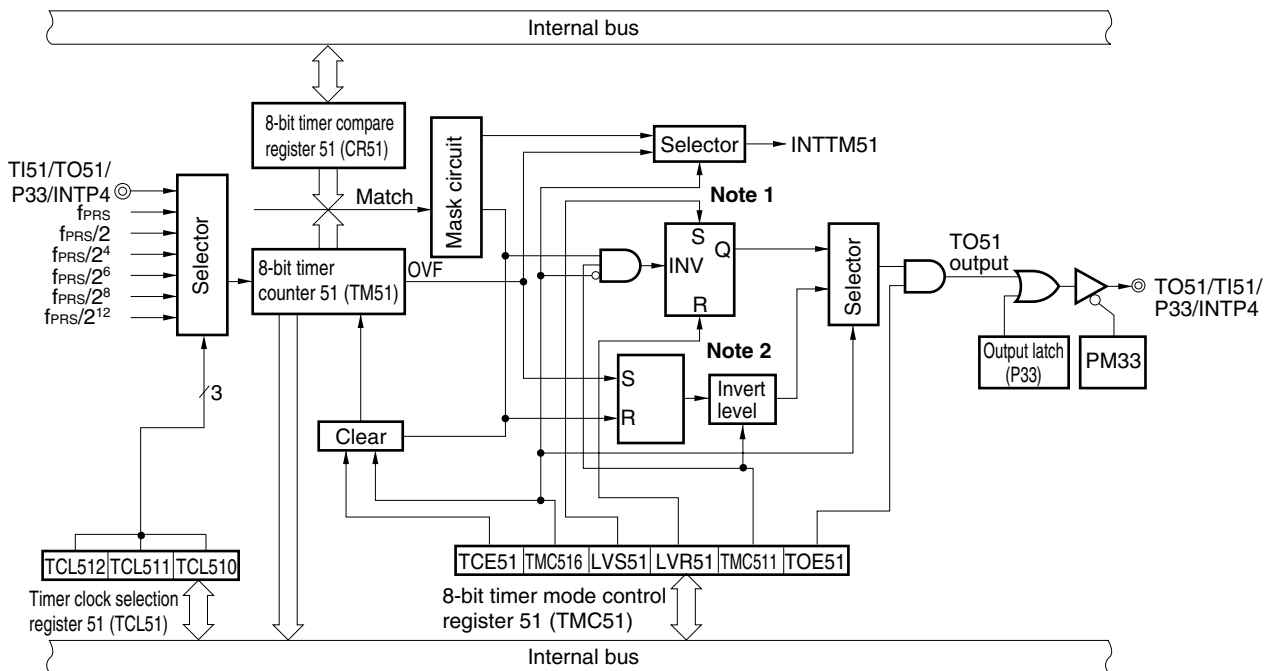 Internal bus
8-bit timer compare
register 51 (CR51)
Mask circuit
Selector
INTTM51
TI51/TO51/
P33/INTP4
Match
Note 1
fPRS
fPRS/2
fPRS/2⁴
fPRS/2⁶
fPRS/2⁸
fPRS/2¹²
Selector
8-bit timer
counter 51 (TM51)
OVF
S
Q
INV
R
Selector
TO51
output
TO51/TI51/
P33/INTP4
Note 2
Output latch
(P33)
PM33
S
R
Invert
level
3
Clear
TCL512 TCL511 TCL510
Timer clock selection
register 51 (TCL51)
TCE51 TMC516 LVS51 LVR51 TMC511 TOE51
8-bit timer mode control
register 51 (TMC51)
Internal bus